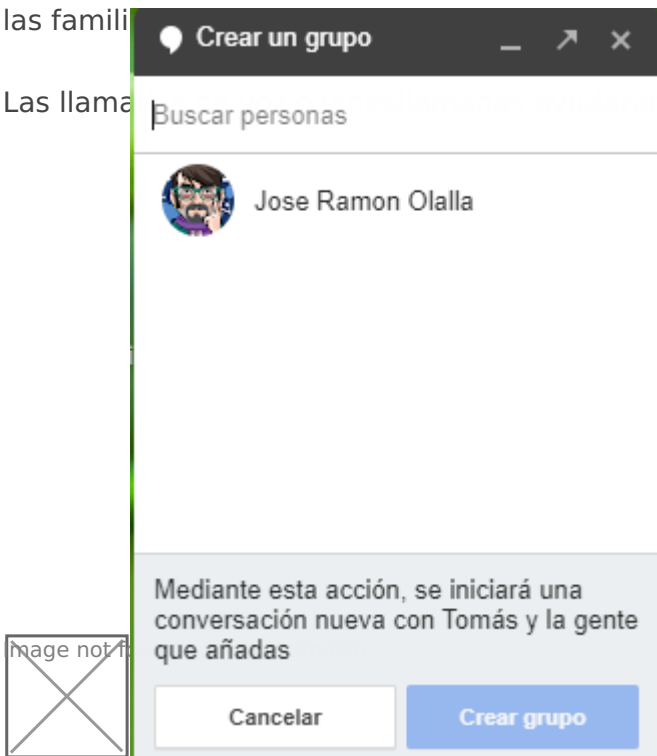 las famili
Crear un grupo
Las llama
Buscar personas
Jose Ramon Olalla
Mediante esta acción, se iniciará una
conversación nueva con Tomás y la gente
que añadas
Image not f
Cancelar
Crear grupo